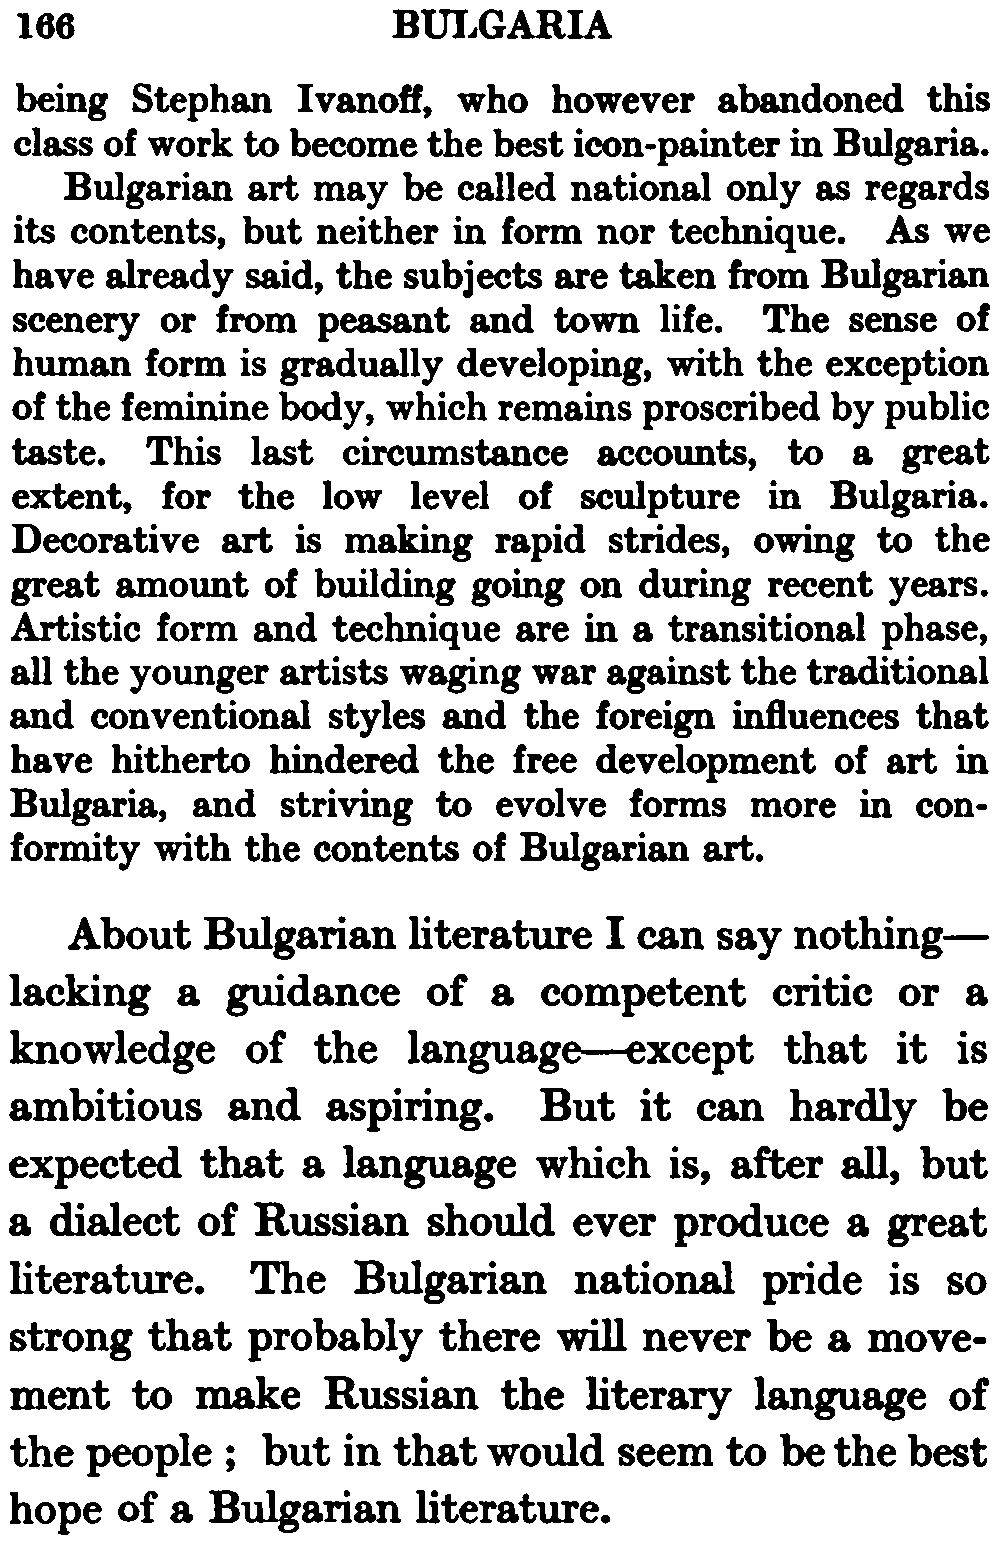 166 BULGARIA
being Stephan Ivanoff, who however abandoned this
class of work to become the best icon-painter in Bulgaria.
Bulgarian art may be called national only as regards
its contents, but neither in form nor technique. As we
have already said, the subjects are taken from Bulgarian
scenery or from peasant and town life. The sense of
human form is gradually developing, with the exception
of the feminine body, which remains proscribed by public
taste. This last circumstance accounts, to a great
extent, for the low level of sculpture in Bulgaria.
Decorative art is making rapid strides, owing to the
great amount of building going on during recent years.
Artistic form and technique are in a transitional phase,
all the younger artists waging war against the traditional
and conventional styles and the foreign influences that
have hitherto hindered the free development of art in
Bulgaria, and striving to evolve forms more in con-
formity with the contents of Bulgarian art.
About Bulgarian literature I can say nothing—
lacking a guidance of a competent critic or a
knowledge of the language—except that it is
ambitious and aspiring. But it can hardly be
expected that a language which is, after all, but
a dialect of Russian should ever produce a great
literature. The Bulgarian national pride is so
strong that probably there will never be a move-
ment to make Russian the literary language of
the people ; but in that would seem to be the best
hope of a Bulgarian literature.